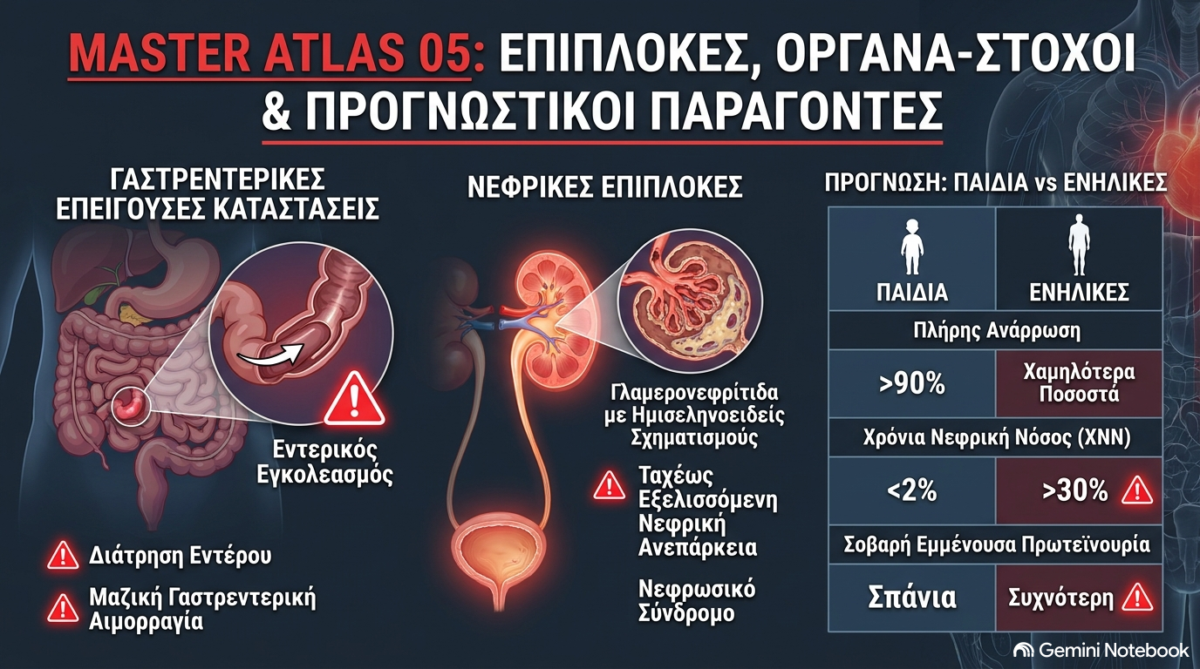 MASTER ATLAS 05: ΕΠΙΠΛΟΚΕΣ, ΟΡΓΑΝΑ-ΣΤΟΧΟΙ
& ΠΡΟΓΝΩΣΤΙΚΟΙ ΠΑΡΑΓΟΝΤΕΣ
ΓΑΣΤΡΕΝΤΕΡΙΚΕΣ
ΕΠΕΙΓΟΥΣΕΣ ΚΑΤΑΣΤΑΣΕΙΣ
Εντερικός
Εγκολεασμός
Διάτρηση Εντέρου
Μαζική Γαστρεντερική
Αιμορραγία
ΝΕΦΡΙΚΕΣ ΕΠΙΠΛΟΚΕΣ
Γλαμερονεφρίτιδα
με Ημισεληνοειδείς
Σχηματισμούς
Ταχέως
Εξελισσόμενη
Νεφρική
Ανεπάρκεια
Νεφρωσικό
Σύνδρομο
ΠΡΟΓΝΩΣΗ: ΠΑΙΔΙΑ vs ΕΝΗΛΙΚΕΣ
ΠΑΙΔΙΑ ΕΝΗΛΙΚΕΣ
Πλήρης Ανάρρωση
>90% Χαμηλότερα
Ποσοστά
Χρόνια Νεφρική Νόσος (ΧΝΝ)
<2% >30%
Σοβαρή Εμμένουσα Πρωτεϊνουρία
Σπάνια Συχνότερη
Gemini Notebook